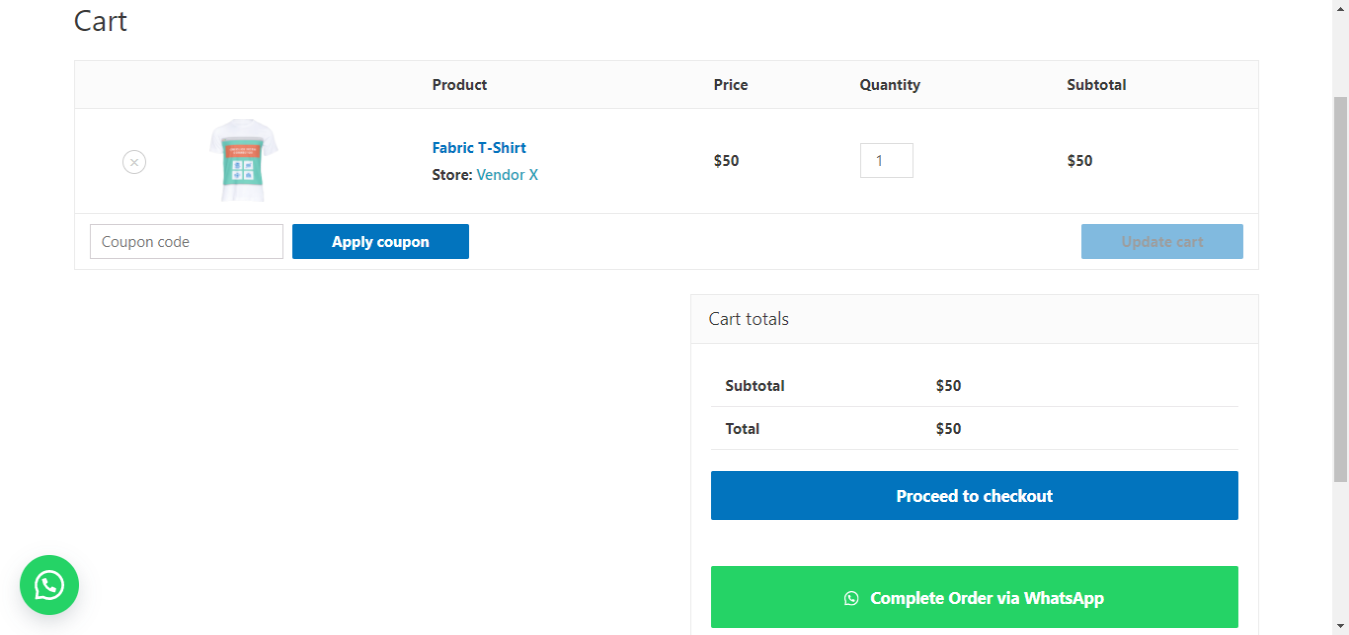 Cart
Product Price Quantity Subtotal
Fabric T-Shirt
Store: Vendor X
$50 1 $50
Coupon code Apply coupon Update cart
Cart totals
Subtotal $50
Total $50
Proceed to checkout
Complete Order via WhatsApp